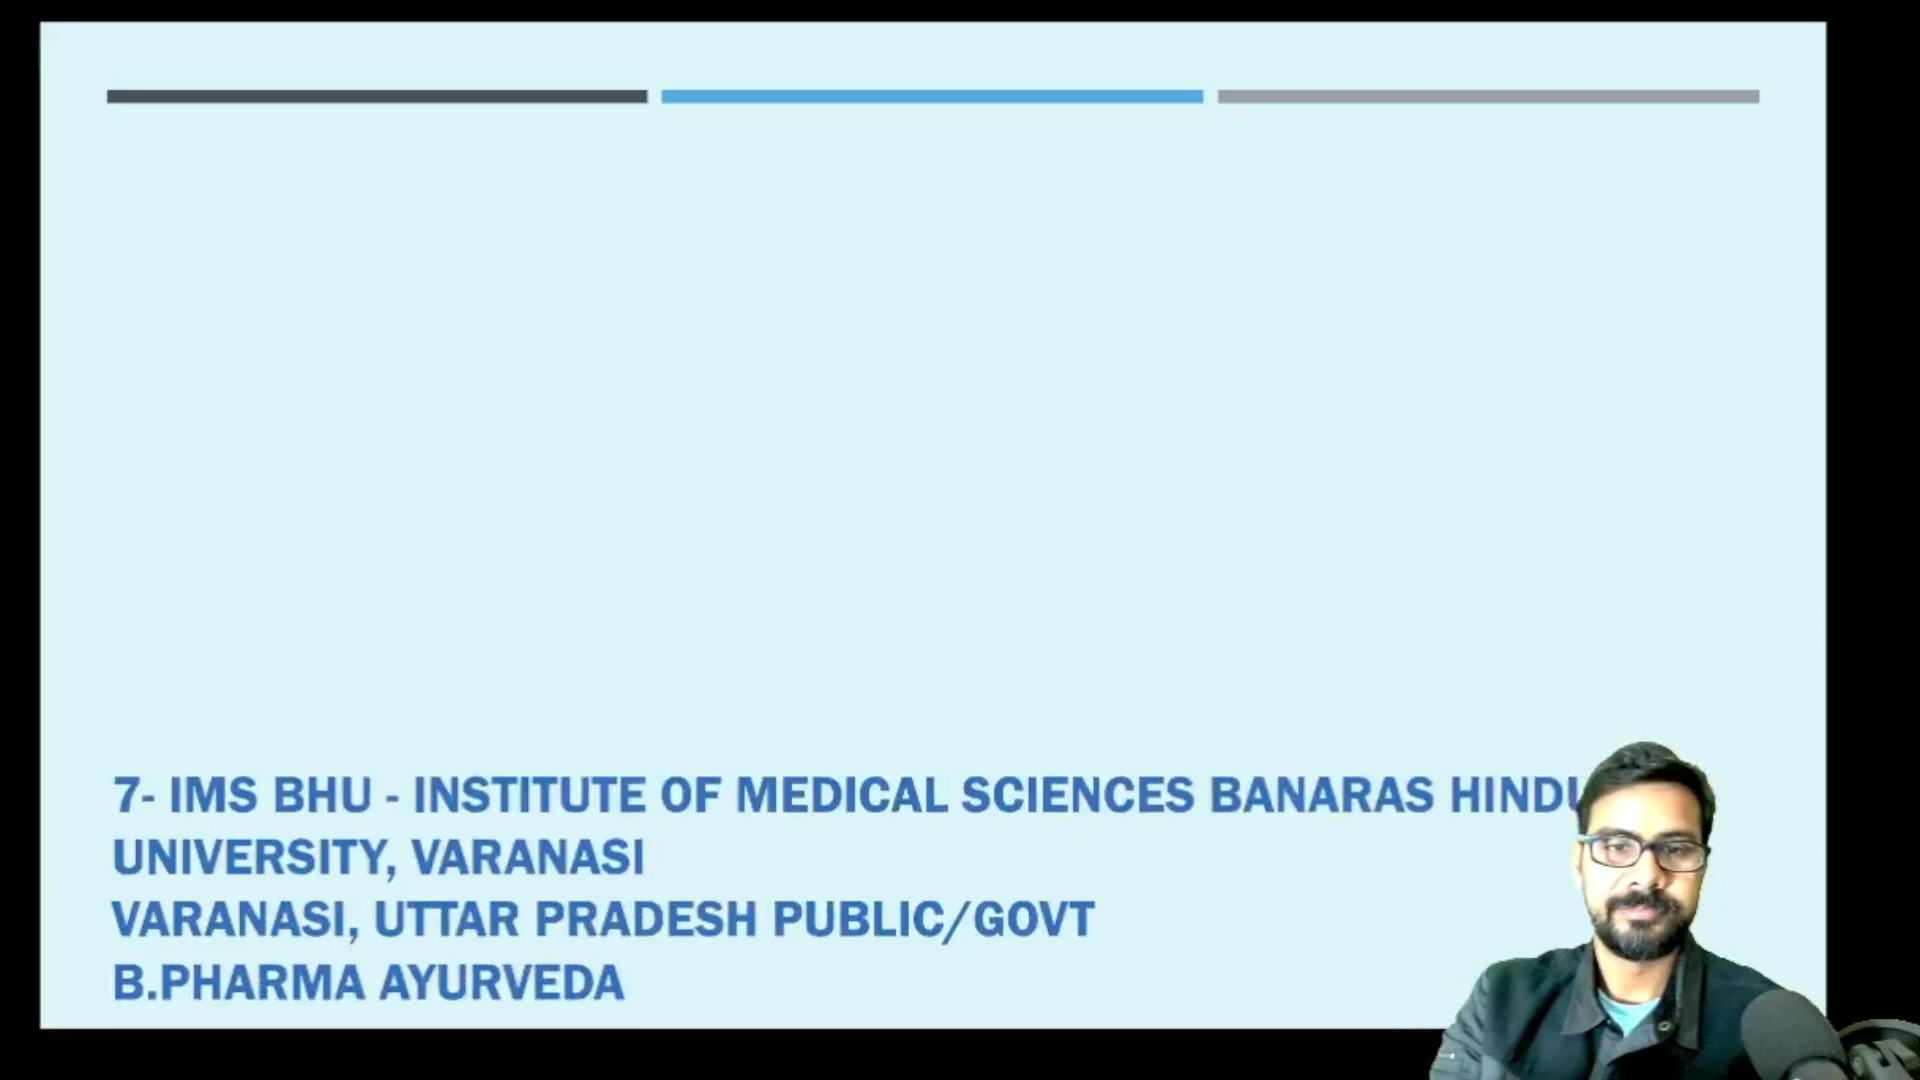 7- IMS BHU - INSTITUTE OF MEDICAL SCIENCES BANARAS HINDU
UNIVERSITY, VARANASI
VARANASI, UTTAR PRADESH PUBLIC/GOVT
B.PHARMA AYURVEDA